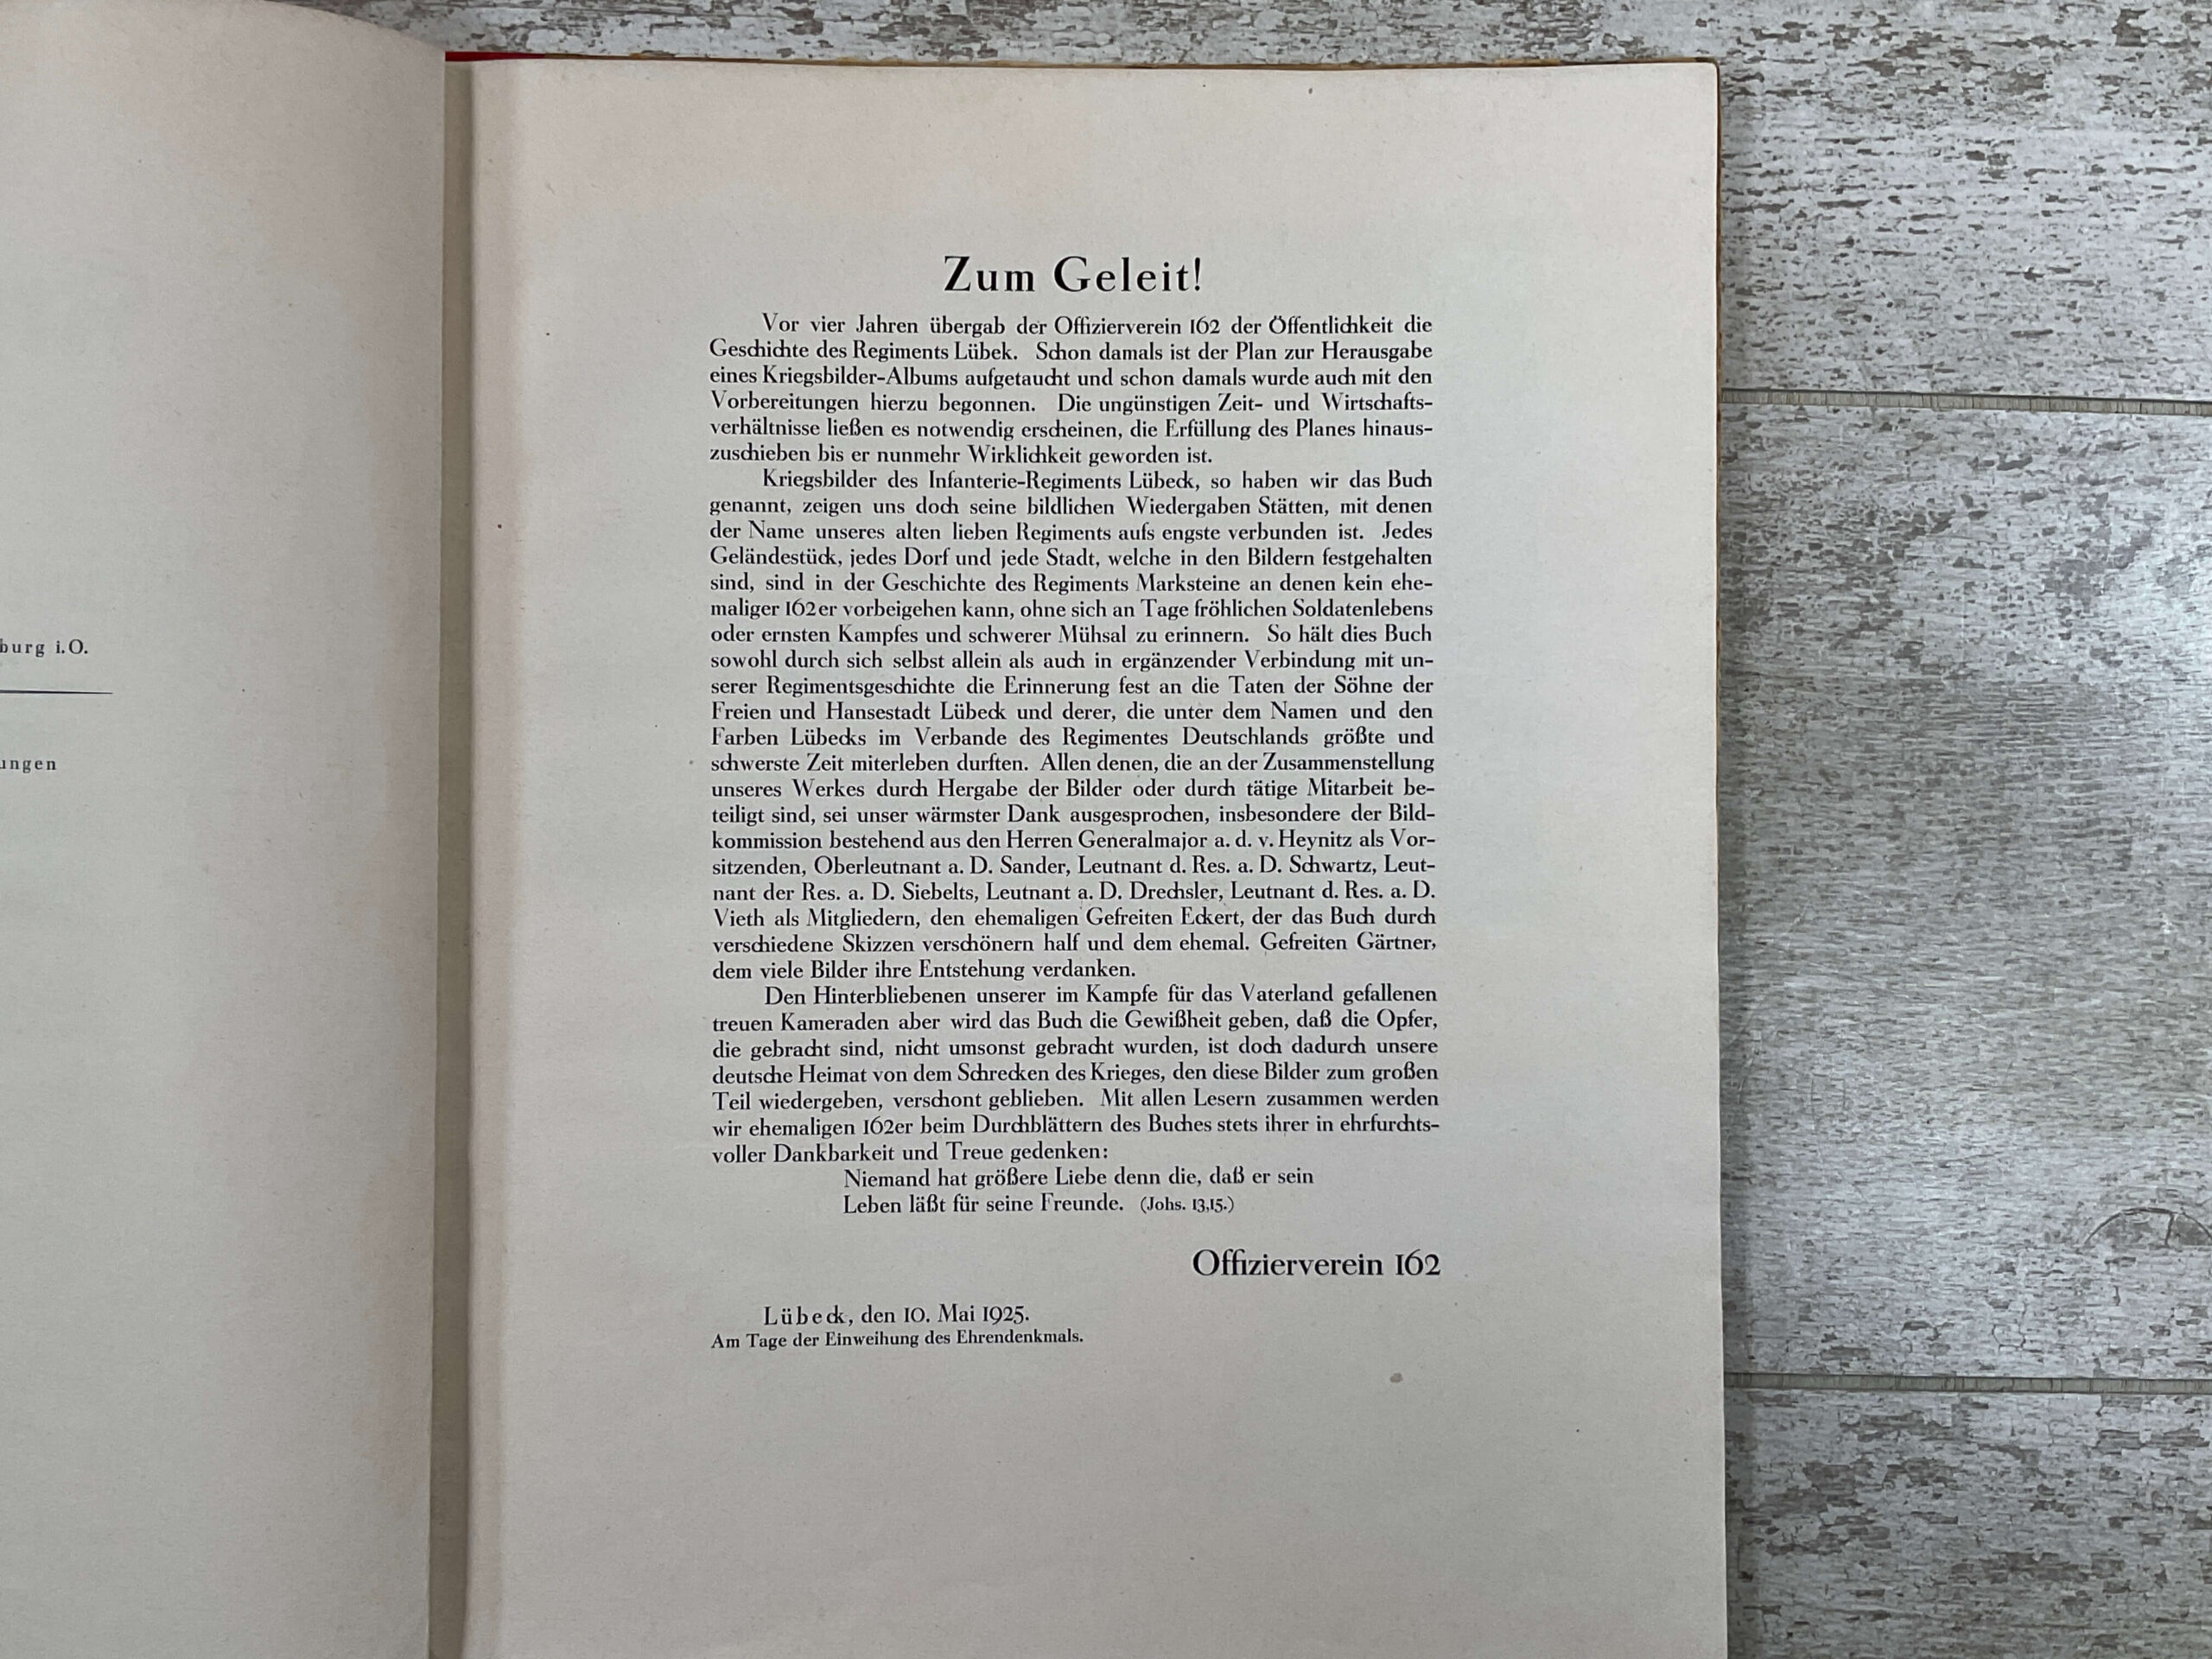 burg i.O.
ungen
Zum Geleit!
Vor vier Jahren übergab der Offizierverein 162 der Öffentlichkeit die
Geschichte des Regiments Lübek. Schon damals ist der Plan zur Herausgabe
eines Kriegsbilder-Albums aufgetaucht und schon damals wurde auch mit den
Vorbereitungen hierzu begonnen. Die ungünstigen Zeit- und Wirtschafts-
verhältnisse ließen es notwendig erscheinen, die Erfüllung des Planes hinaus-
zuschieben bis er nunmehr Wirklichkeit geworden ist.
Kriegsbilder des Infanterie-Regiments Lübeck, so haben wir das Buch
genannt, zeigen uns doch seine bildlichen Wiedergaben Stätten, mit denen
der Name unseres alten lieben Regiments aufs engste verbunden ist. Jedes
Geländestück, jedes Dorf und jede Stadt, welche in den Bildern festgehalten
sind, sind in der Geschichte des Regiments Marksteine an denen kein ehe-
maliger 162er vorbeigehen kann, ohne sich an Tage fröhlichen Soldatenlebens
oder ernsten Kampfes und schwerer Mühsal zu erinnern. So hält dies Buch
sowohl durch sich selbst allein als auch in ergänzender Verbindung mit un-
serer Regimentsgeschichte die Erinnerung fest an die Taten der Söhne der
Freien und Hansestadt Lübeck und derer, die unter dem Namen und den
Farben Lübecks im Verbande des Regimentes Deutschlands größte und
schwerste Zeit miterleben durften. Allen denen, die an der Zusammenstellung
unseres Werkes durch Hergabe der Bilder oder durch tätige Mitarbeit be-
teiligt sind, sei unser wärmster Dank ausgesprochen, insbesondere der Bild-
kommission bestehend aus den Herren Generalmajor a. d. v. Heynitz als Vor-
sitzenden, Oberleutnant a. D. Sander, Leutnant d. Res. a. D. Schwartz, Leut-
nant der Res. a. D. Siebelts, Leutnant a. D. Drechsler, Leutnant d. Res. a. D.
Vieth als Mitgliedern, den ehemaligen Gefreiten Eckert, der das Buch durch
verschiedene Skizzen verschönern half und dem ehemal. Gefreiten Gärtner,
dem viele Bilder ihre Entstehung verdanken.
Den Hinterbliebenen unserer im Kampfe für das Vaterland gefallenen
treuen Kameraden aber wird das Buch die Gewißheit geben, daß die Opfer,
die gebracht sind, nicht umsonst gebracht wurden, ist doch dadurch unsere
deutsche Heimat von dem Schrecken des Krieges, den diese Bilder zum großen
Teil wiedergeben, verschont geblieben. Mit allen Lesern zusammen werden
wir ehemaligen 162er beim Durchblättern des Buches stets ihrer in ehrfurchts-
voller Dankbarkeit und Treue gedenken:
Niemand hat größere Liebe denn die, daß er sein
Leben läßt für seine Freunde. (Johs. 13,15.)
Offizierverein 162
Lübeck, den 10. Mai 1925.
Am Tage der Einweihung des Ehrendenkmals.